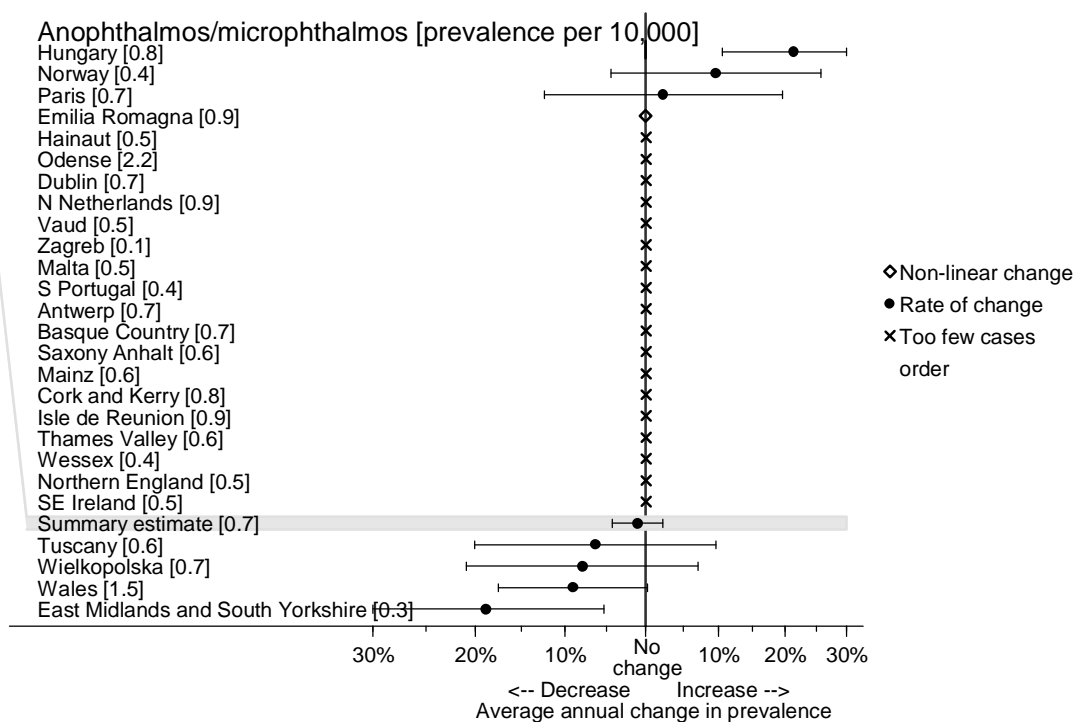 Anophthalmos/microphthalmos [prevalence per 10,000]
Hungary [0.8]
Norway [0.4]
Paris [0.7]
Emilia Romagna [0.9]
Hainaut [0.5]
Odense [2.2]
Dublin [0.7]
N Netherlands [0.9]
Vaud [0.5]
Zagreb [0.1]
Malta [0.5]
S Portugal [0.4]
Antwerp [0.7]
Basque Country [0.7]
Saxony Anhalt [0.6]
Mainz [0.6]
Cork and Kerry [0.8]
Isle de Reunion [0.9]
Thames Valley [0.6]
Wessex [0.4]
Northern England [0.5]
SE Ireland [0.5]
Summary estimate [0.7]
Tuscany [0.6]
Wielkopolska [0.7]
Wales [1.5]
East Midlands and South Yorkshire [0.3]
Non-linear change
Rate of change
Too few cases
order
30% 20% 10% No change 10% 20% 30%
<-- Decrease Increase -->
Average annual change in prevalence